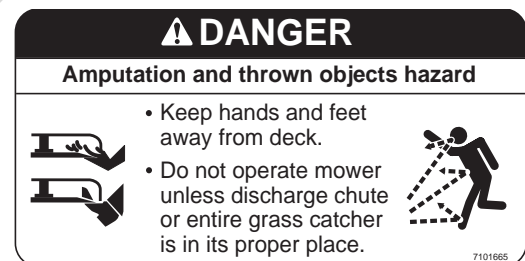 DANGER
Amputation and thrown objects hazard
• Keep hands and feet
away from deck.
• Do not operate mower
unless discharge chute
or entire grass catcher
is in its proper place.
7101665